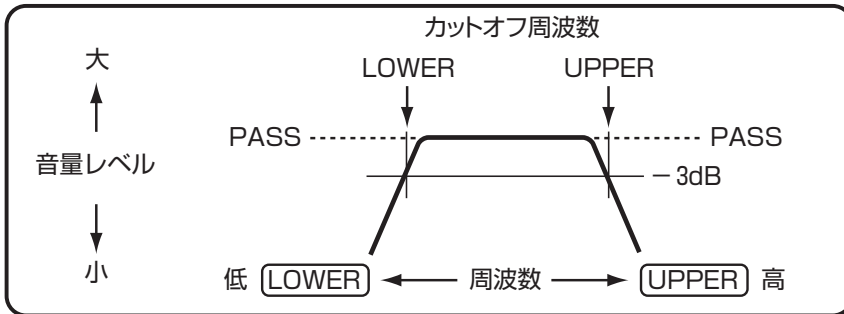 カットオフ周波数
大
LOWER UPPER
PASS PASS
音量レベル
－3dB
小
低 LOWER 周波数 UPPER 高